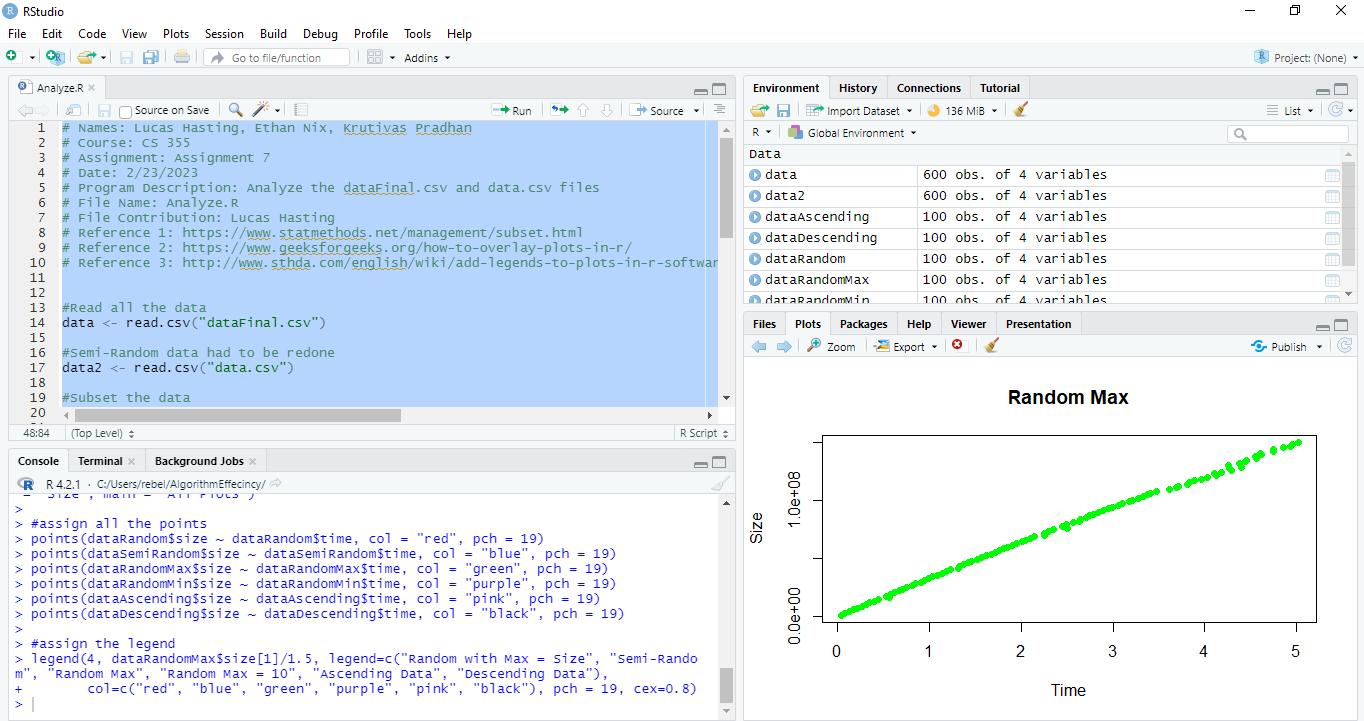 RStudio
File Edit Code View Plots Session Build Debug Profile Tools Help
Go to file/function Addins Project: (None)
Analyze.R
Source on Save Run Source
1 # Names: Lucas Hasting, Ethan Nix, Krutivas Pradhan
2 # Course: CS 355
3 # Assignment: Assignment 7
4 # Date: 2/23/2023
5 # Program Description: Analyze the dataFinal.csv and data.csv files
6 # File Name: Analyze.R
7 # File Contribution: Lucas Hasting
8 # Reference 1: https://www.statmethods.net/management/subset.html
9 # Reference 2: https://www.geeksforgeeks.org/how-to-overlay-plots-in-r/
10 # Reference 3: http://www.sthda.com/english/wiki/add-legends-to-plots-in-r-softwar
11
12
13 #Read all the data
14 data <- read.csv("dataFinal.csv")
15
16 #Semi-Random data had to be redone
17 data2 <- read.csv("data.csv")
18
19 #Subset the data
20
48:84 (Top Level) R Script
Console Terminal Background Jobs
R 4.2.1 · C:/Users/rebel/AlgorithmEffecincy/
= "Size", main = "All Plots")
>
> #assign all the points
> points(dataRandom$size ~ dataRandom$time, col = "red", pch = 19)
> points(dataSemiRandom$size ~ dataSemiRandom$time, col = "blue", pch = 19)
> points(dataRandomMax$size ~ dataRandomMax$time, col = "green", pch = 19)
> points(dataRandomMin$size ~ dataRandomMin$time, col = "purple", pch = 19)
> points(dataAscending$size ~ dataAscending$time, col = "pink", pch = 19)
> points(dataDescending$size ~ dataDescending$time, col = "black", pch = 19)
>
> #assign the legend
> legend(4, dataRandomMax$size[1]/1.5, legend=c("Random with Max = Size", "Semi-Rando
m", "Random Max", "Random Max = 10", "Ascending Data", "Descending Data"),
+ col=c("red", "blue", "green", "purple", "pink", "black"), pch = 19, cex=0.8)
>
Environment History Connections Tutorial
Import Dataset 136 MiB List
R Global Environment
Data
data 600 obs. of 4 variables
data2 600 obs. of 4 variables
dataAscending 100 obs. of 4 variables
dataDescending 100 obs. of 4 variables
dataRandom 100 obs. of 4 variables
dataRandomMax 100 obs. of 4 variables
dataRandomMin 100 obs. of 4 variables
Files Plots Packages Help Viewer Presentation
Zoom Export Publish
Random Max
Size
1.0e+08
0.0e+00
0 1 2 3 4 5
Time